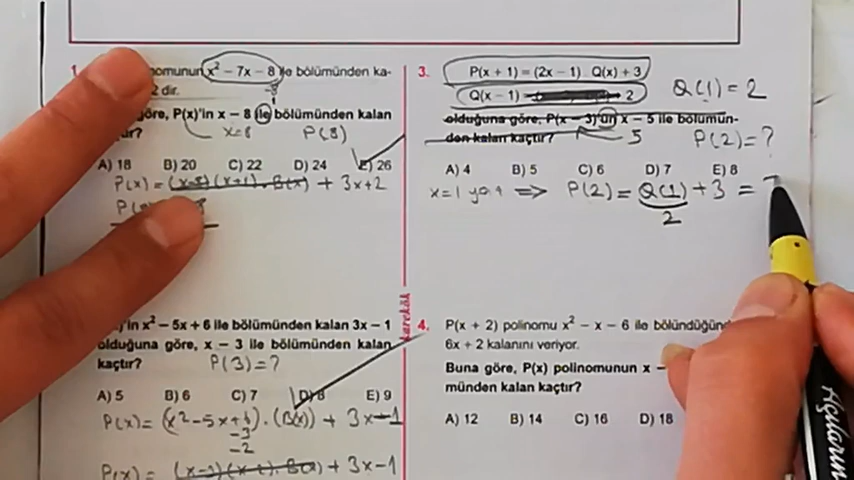 1.
nomunun x² – 7x – 8 ile bölümünden ka-
2 dir.
göre, P(x)'in x – 8 ile bölümünden kalan
x=8
P(8)
A) 18 B) 20 C) 22 D) 24 E) 26
P(x) = (x-8)(x+1).B(x) + 3x+2
in x² – 5x + 6 ile bölümünden kalan 3x – 1
olduğuna göre, x – 3 ile bölümünden kalan
kaçtır? P(3)=?
A) 5 B) 6 C) 7 D) 8 E) 9
P(x)= (x²-5x+6).(B(x)) + 3x-1
-3
-2
P(x)= + 3x-1
karekök
3. P(x + 1) = (2x – 1) . Q(x) + 3
Q(x – 1) 2
Q(1) = 2
olduğuna göre, P(x – 3) ün x – 5 ile bölümün-
den kalan kaçtır?
5
P(2) = ?
A) 4 B) 5 C) 6 D) 7 E) 8
x=1 ⇒ P(2) = Q(1) + 3 =
2
4. P(x + 2) polinomu x² – x – 6 ile bölündüğün
6x + 2 kalanını veriyor.
Buna göre, P(x) polinomunun x –
münden kalan kaçtır?
A) 12 B) 14 C) 16 D) 18
Açıların